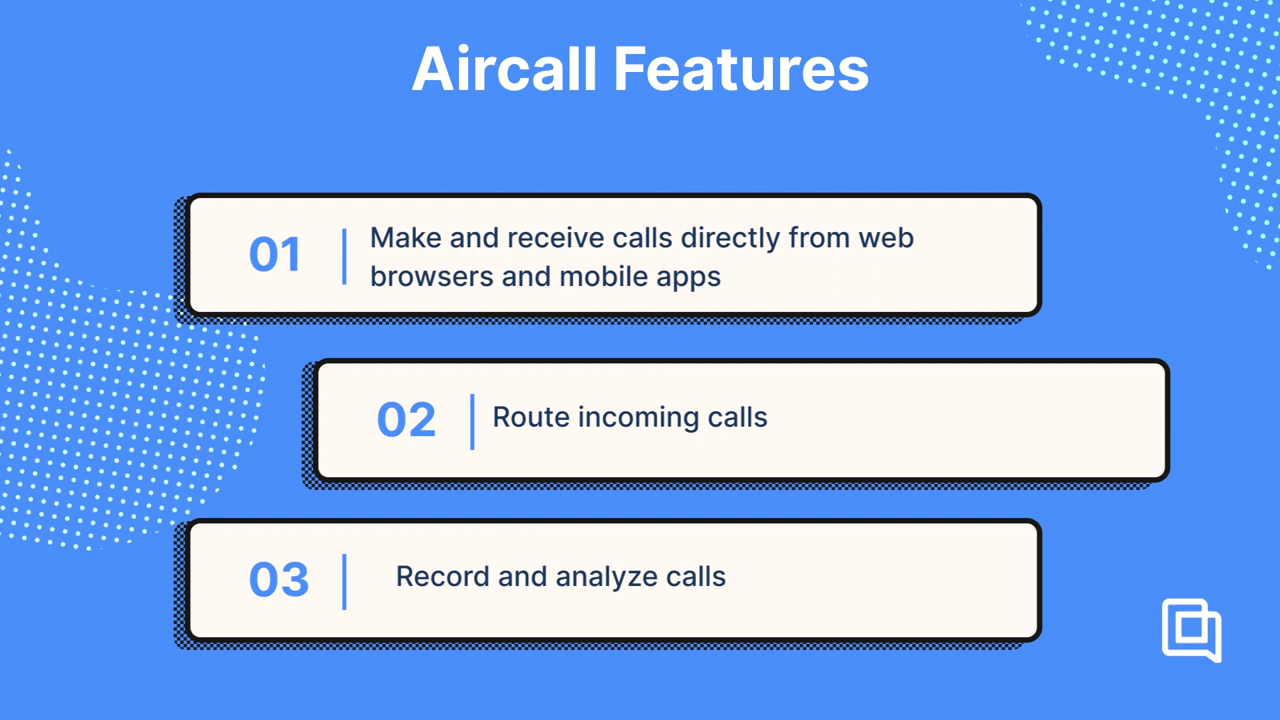 Aircall Features
01
Make and receive calls directly from web
browsers and mobile apps
02
Route incoming calls
03
Record and analyze calls